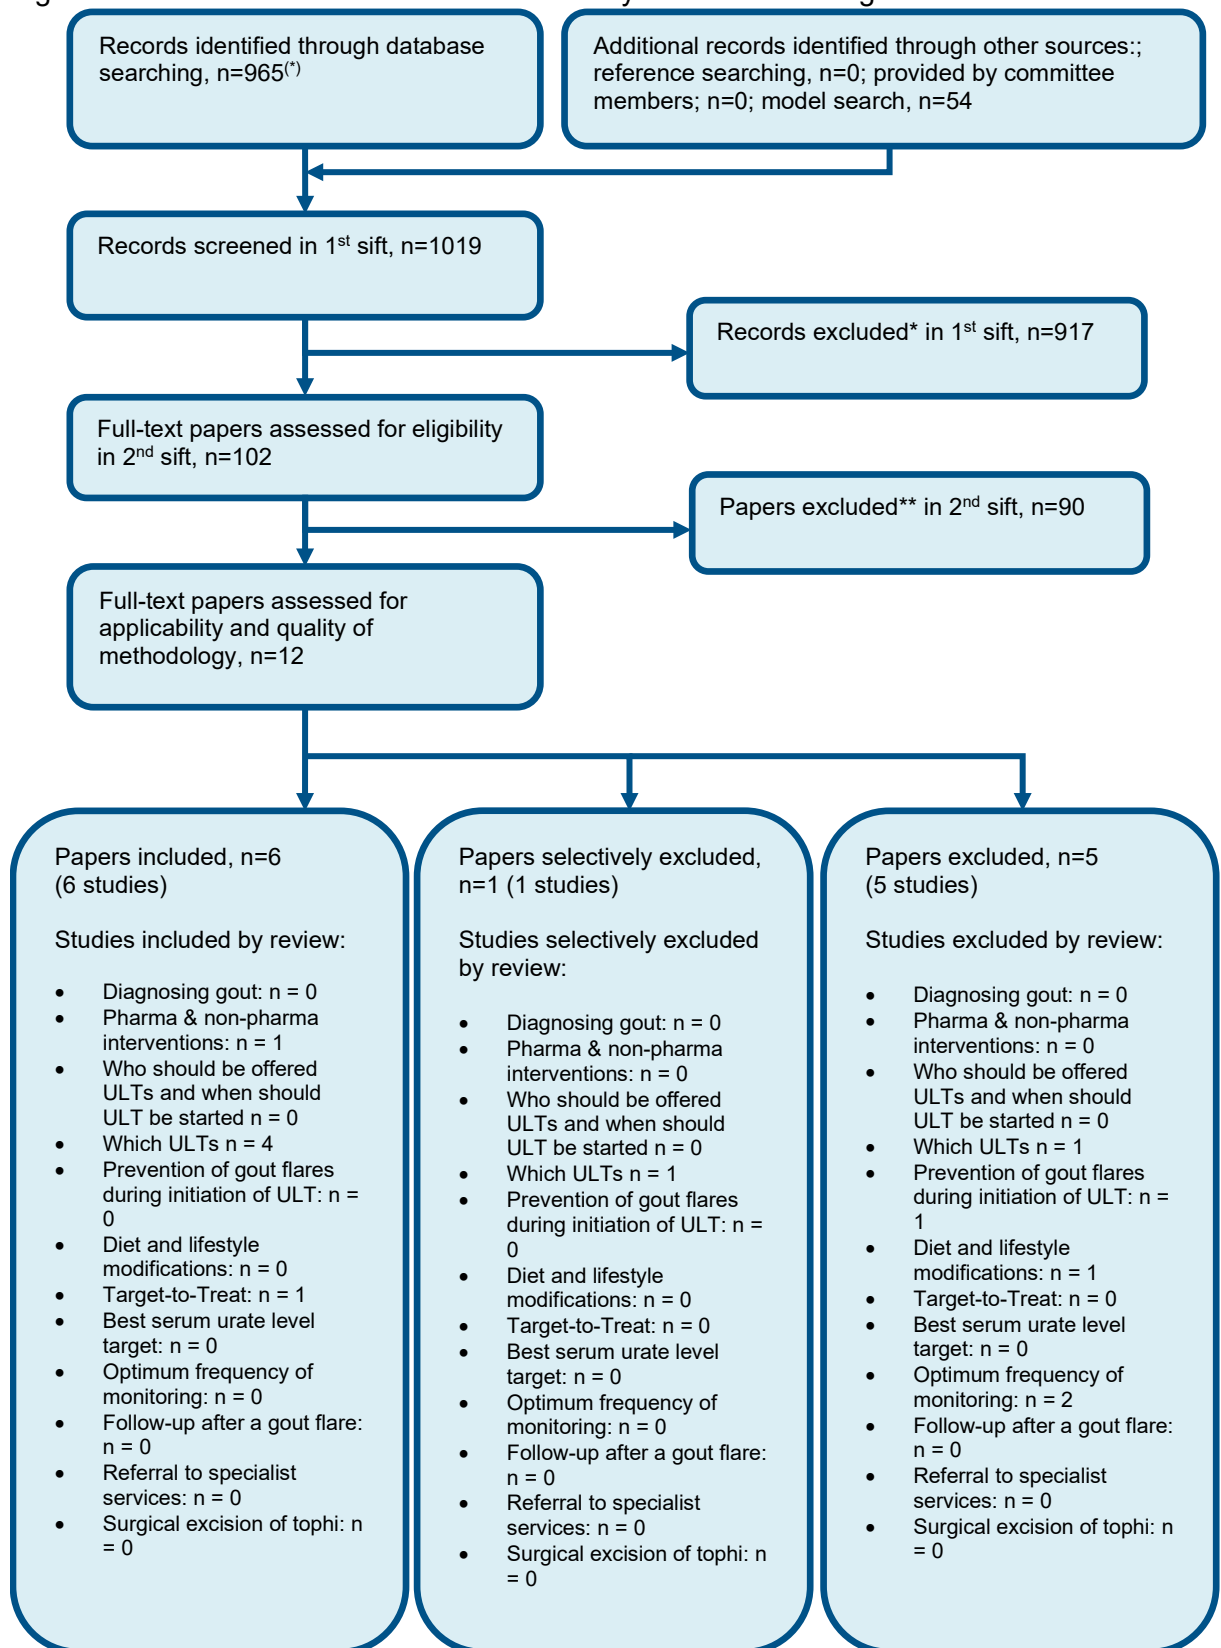 Records identified through database
searching, n=965(*)
Additional records identified through other sources:;
reference searching, n=0; provided by committee
members; n=0; model search, n=54
Records screened in 1st sift, n=1019
Records excluded* in 1st sift, n=917
Full-text papers assessed for eligibility
in 2nd sift, n=102
Papers excluded** in 2nd sift, n=90
Full-text papers assessed for
applicability and quality of
methodology, n=12
Papers included, n=6
(6 studies)
Studies included by review:
• Diagnosing gout: n = 0
• Pharma & non-pharma
interventions: n = 1
• Who should be offered
ULTs and when should
ULT be started n = 0
• Which ULTs n = 4
• Prevention of gout flares
during initiation of ULT: n =
0
• Diet and lifestyle
modifications: n = 0
• Target-to-Treat: n = 1
• Best serum urate level
target: n = 0
• Optimum frequency of
monitoring: n = 0
• Follow-up after a gout flare:
n = 0
• Referral to specialist
services: n = 0
• Surgical excision of tophi: n
= 0
Papers selectively excluded,
n=1 (1 studies)
Studies selectively excluded
by review:
• Diagnosing gout: n = 0
• Pharma & non-pharma
interventions: n = 0
• Who should be offered
ULTs and when should
ULT be started n = 0
• Which ULTs n = 1
• Prevention of gout flares
during initiation of ULT: n =
0
• Diet and lifestyle
modifications: n = 0
• Target-to-Treat: n = 0
• Best serum urate level
target: n = 0
• Optimum frequency of
monitoring: n = 0
• Follow-up after a gout flare:
n = 0
• Referral to specialist
services: n = 0
• Surgical excision of tophi: n
= 0
Papers excluded, n=5
(5 studies)
Studies excluded by review:
• Diagnosing gout: n = 0
• Pharma & non-pharma
interventions: n = 0
• Who should be offered
ULTs and when should
ULT be started n = 0
• Which ULTs n = 1
• Prevention of gout flares
during initiation of ULT: n =
1
• Diet and lifestyle
modifications: n = 1
• Target-to-Treat: n = 0
• Best serum urate level
target: n = 0
• Optimum frequency of
monitoring: n = 2
• Follow-up after a gout flare:
n = 0
• Referral to specialist
services: n = 0
• Surgical excision of tophi: n
= 0